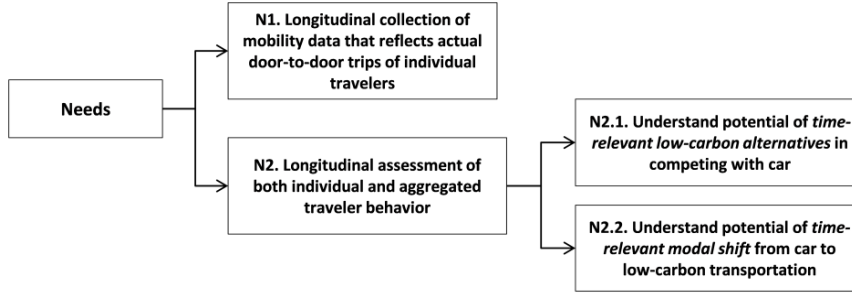 Needs
N1. Longitudinal collection of
mobility data that reflects actual
door-to-door trips of individual
travelers
N2. Longitudinal assessment of
both individual and aggregated
traveler behavior
N2.1. Understand potential of time-
relevant low-carbon alternatives in
competing with car
N2.2. Understand potential of time-
relevant modal shift from car to
low-carbon transportation